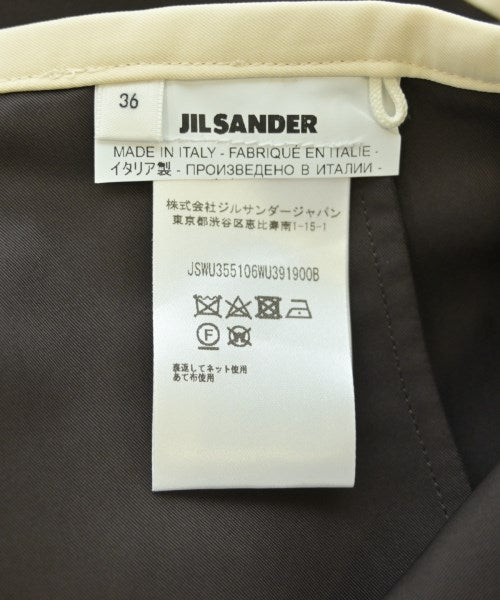 36
JIL SANDER
MADE IN ITALY - FABRIQUÉ EN ITALIE -
イタリア製 - ПРОИЗВЕДЕНО В ИТАЛИИ -
株式会社ジルサンダージャパン
東京都渋谷区恵比寿南1-15-1
JSWU355106WU391900B
F
W
裏返してネット使用
あて布使用